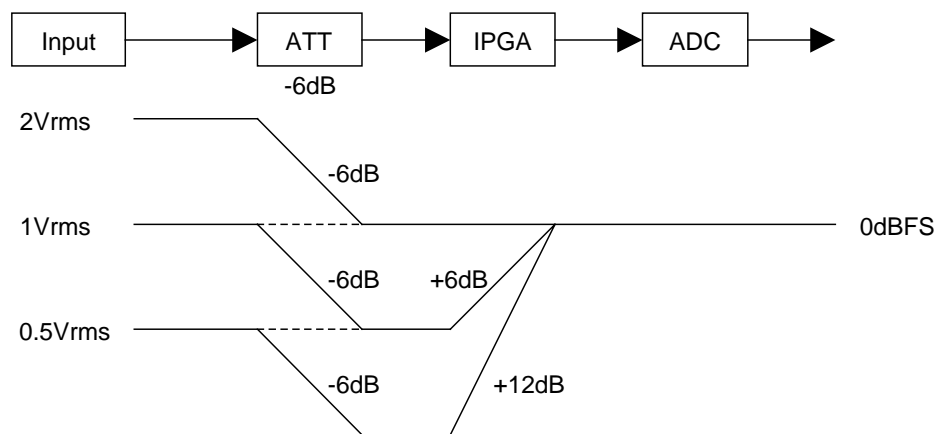 Input
ATT
IPGA
ADC
-6dB
2Vrms
-6dB
1Vrms
0dBFS
-6dB
+6dB
0.5Vrms
-6dB
+12dB